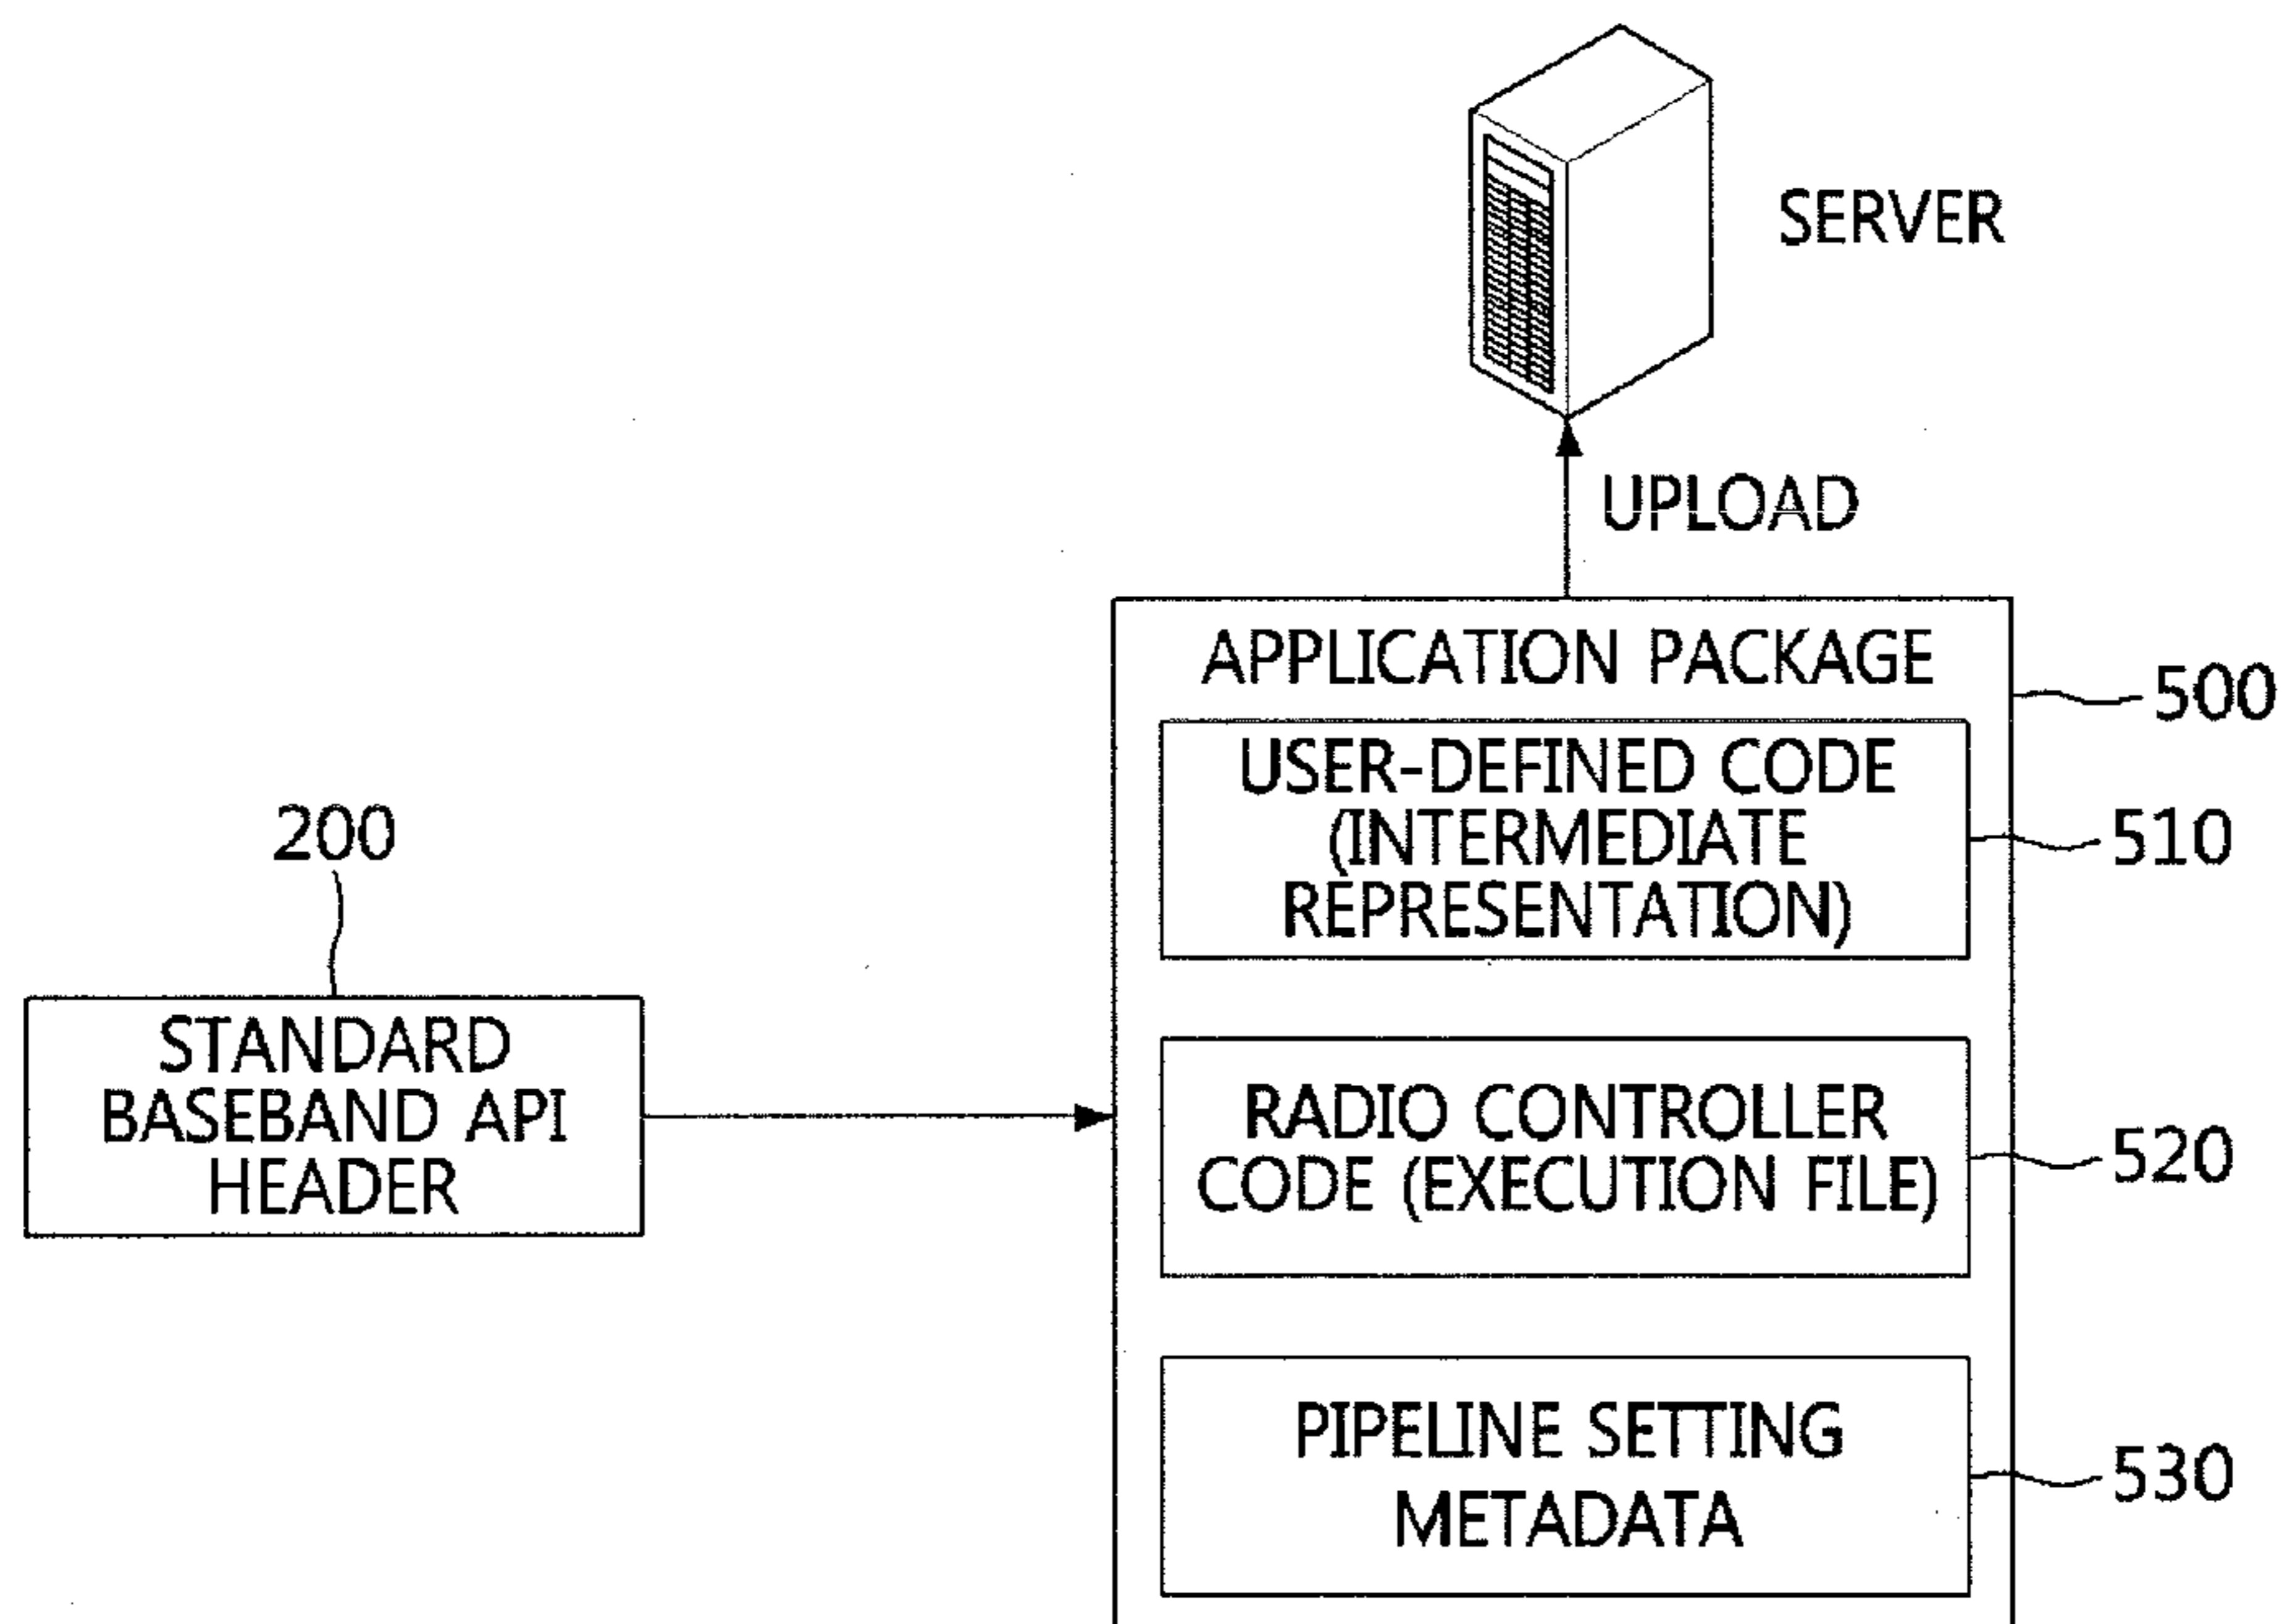 SERVER
UPLOAD
APPLICATION PACKAGE
500
USER-DEFINED CODE
(INTERMEDIATE
REPRESENTATION)
510
200
STANDARD
BASEBAND API
HEADER
RADIO CONTROLLER
CODE (EXECUTION FILE)
520
PIPELINE SETTING
METADATA
530